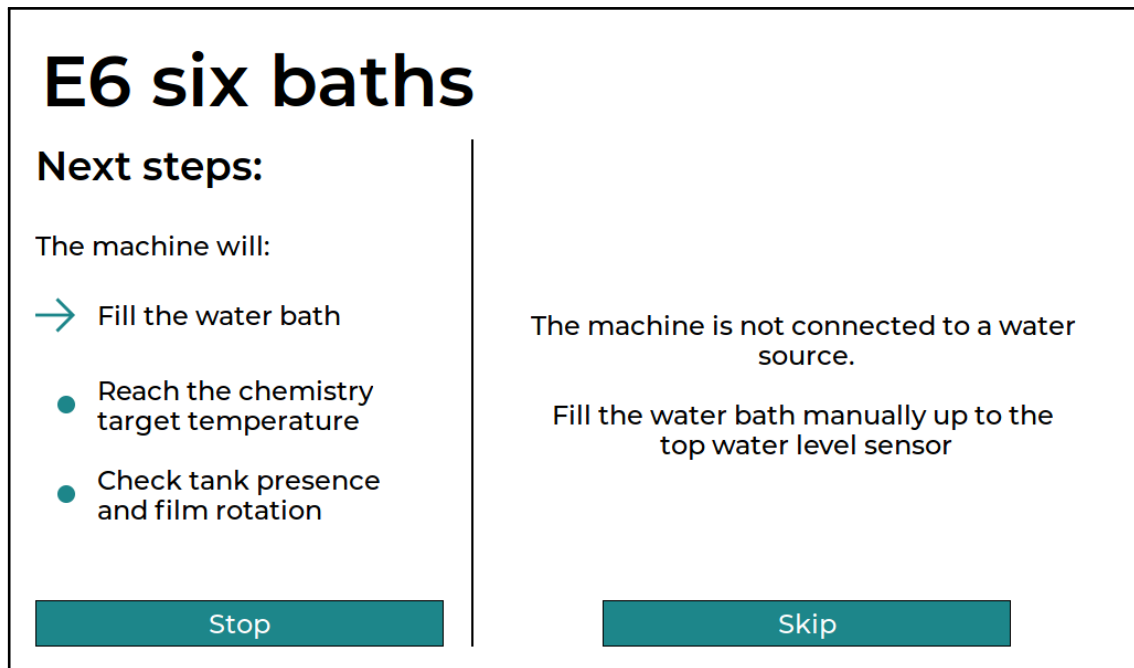 E6 six baths
Next steps:
The machine will:
Fill the water bath
Reach the chemistry
target temperature
Check tank presence
and film rotation
Stop
The machine is not connected to a water
source.
Fill the water bath manually up to the
top water level sensor
Skip